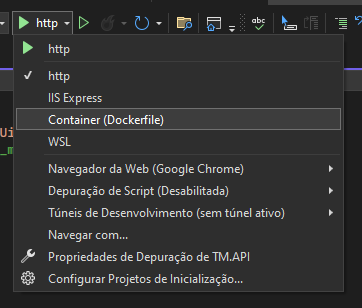 http
abc
http
http
IIS Express
Container (Dockerfile)
WSL
Navegador da Web (Google Chrome)
Depuração de Script (Desabilitada)
Túneis de Desenvolvimento (sem túnel ativo)
Navegar com...
Propriedades de Depuração de TM.API
Configurar Projetos de Inicialização...